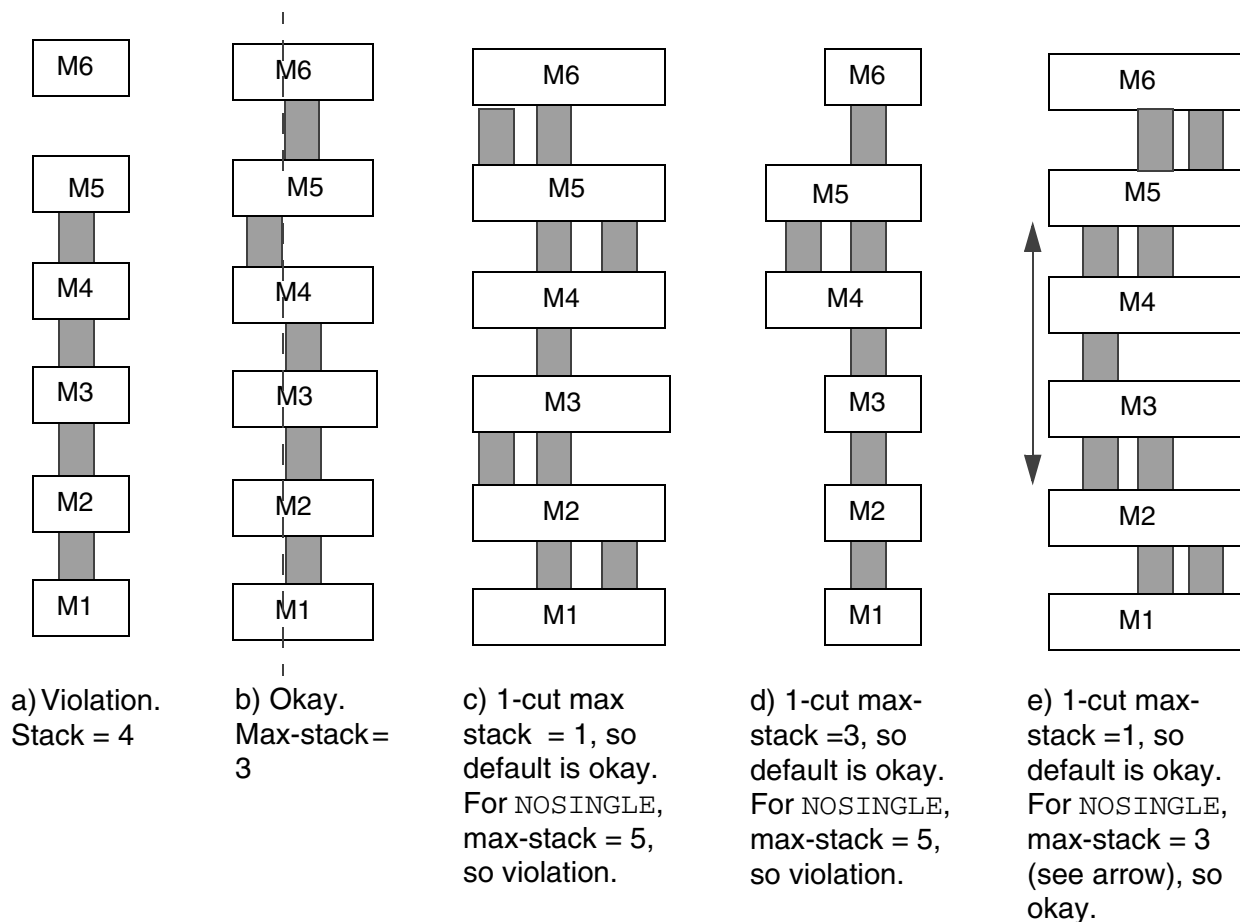 M6
M5
M4
M3
M2
M1
a) Violation.
Stack = 4
M6
M5
M4
M3
M2
M1
b) Okay.
Max-stack =
3
M6
M5
M4
M3
M2
M1
c) 1-cut max
stack = 1, so
default is okay.
For NOSINGLE,
max-stack = 5,
so violation.
M6
M5
M4
M3
M2
M1
d) 1-cut max-
stack =3, so
default is okay.
For NOSINGLE,
max-stack = 5,
so violation.
M6
M5
M4
M3
M2
M1
e) 1-cut max-
stack =1, so
default is okay.
For NOSINGLE,
max-stack = 3
(see arrow), so
okay.